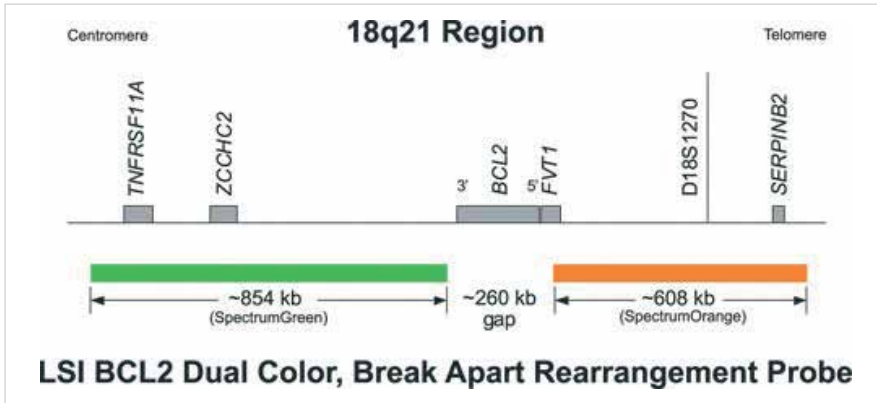 Centromere
18q21 Region
Telomere
TNFRSF11A
ZCCHC2
3'
BCL2
5'
FVT1
D18S1270
SERPINB2
~854 kb
(SpectrumGreen)
~260 kb
gap
~608 kb
(SpectrumOrange)
LSI BCL2 Dual Color, Break Apart Rearrangement Probe